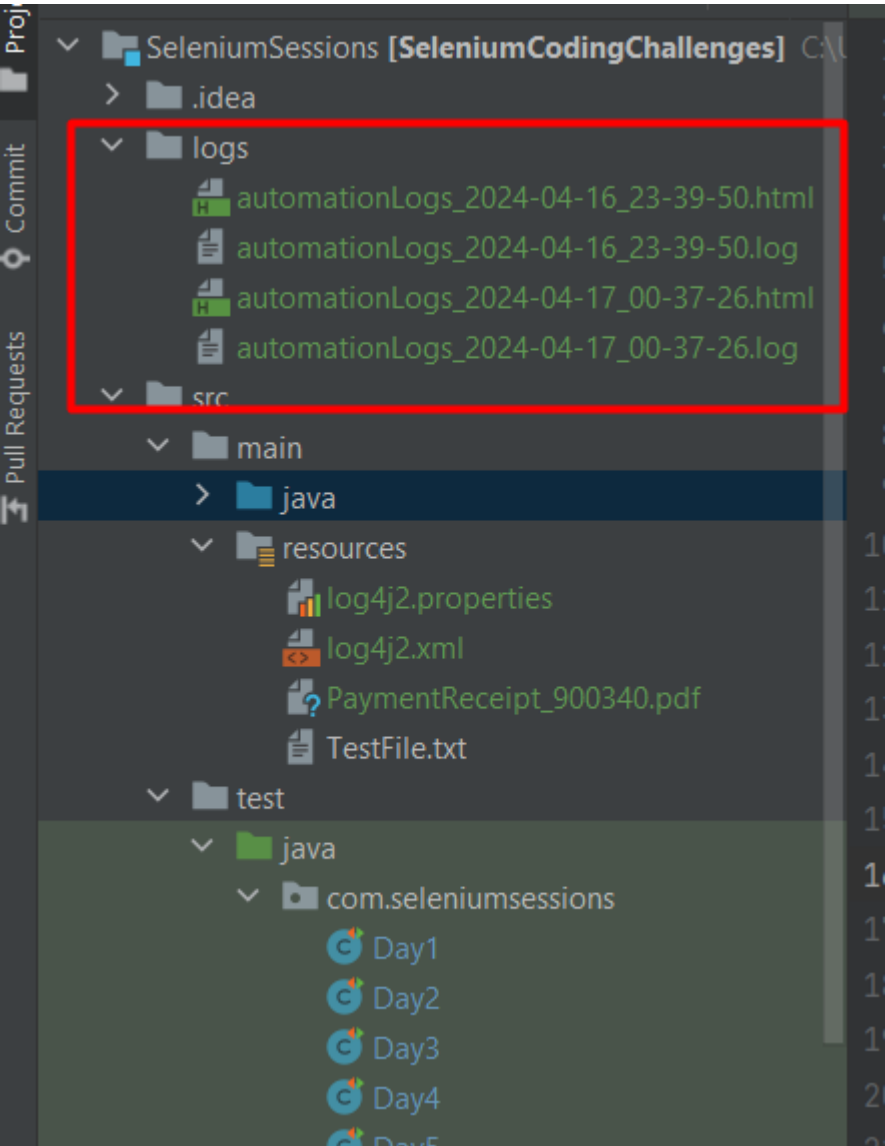 SeleniumSessions [SeleniumCodingChallenges] C:\
.idea
logs
automationLogs_2024-04-16_23-39-50.html
automationLogs_2024-04-16_23-39-50.log
automationLogs_2024-04-17_00-37-26.html
automationLogs_2024-04-17_00-37-26.log
src
main
java
resources
log4j2.properties
log4j2.xml
PaymentReceipt_900340.pdf
TestFile.txt
test
java
com.seleniumsessions
Day1
Day2
Day3
Day4
Day5
Commit
Pull Requests